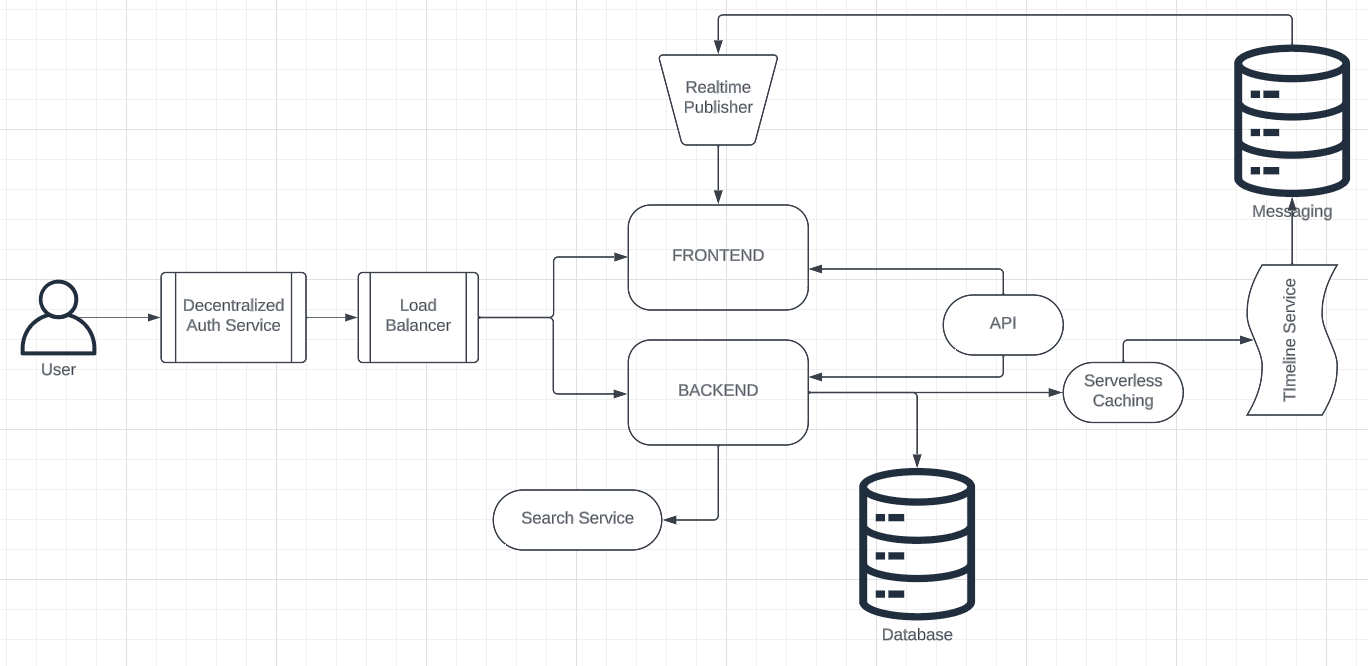 Realtime
Publisher
Messaging
FRONTEND
Decentralized
Auth Service
Load
Balancer
User
API
TImeline Service
BACKEND
Serverless
Caching
Search Service
Database